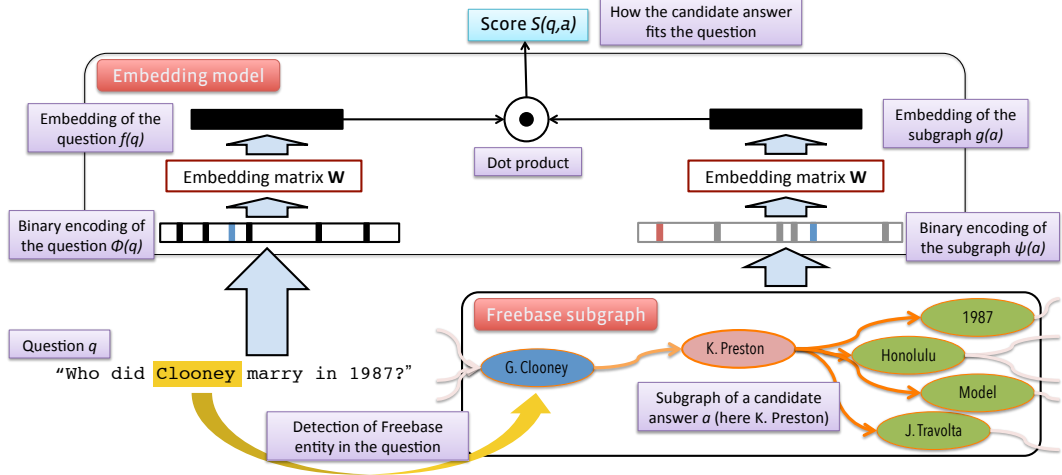 Score S(q,a)
How the candidate answer
fits the question
Embedding model
Embedding of the
question f(q)
Embedding of the
subgraph g(a)
Dot product
Embedding matrix W
Embedding matrix W
Binary encoding of
the question Φ(q)
Binary encoding of
the subgraph ψ(a)
Freebase subgraph
Question q
“Who did Clooney marry in 1987?”
G. Clooney
K. Preston
1987
Honolulu
Model
J. Travolta
Subgraph of a candidate
answer a (here K. Preston)
Detection of Freebase
entity in the question